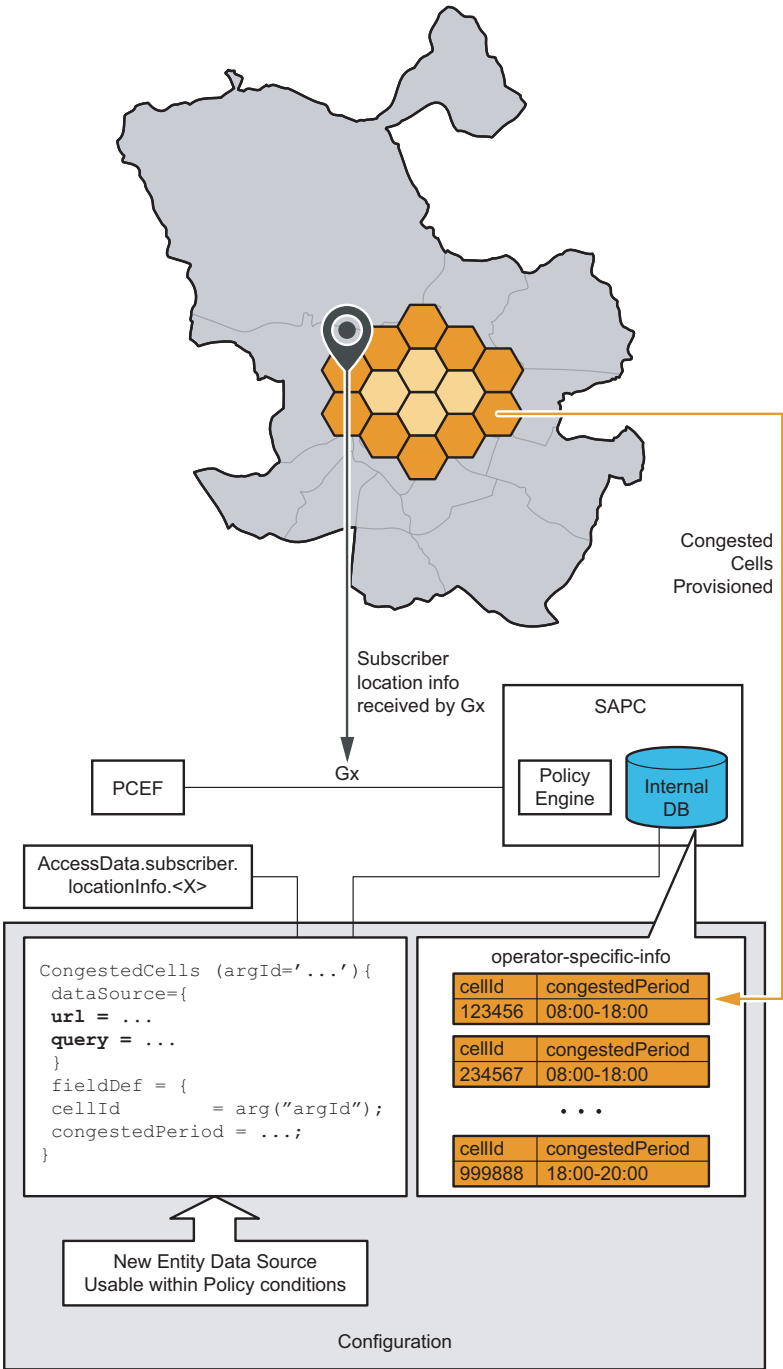 Congested
Cells
Provisioned
Subscriber
location info
received by Gx
SAPC
PCEF
Gx
Policy
Engine
Internal
DB
AccessData.subscriber.
locationInfo.<X>
CongestedCells (argId='...'){
dataSource={
url = ...
query = ...
}
fieldDef = {
cellId = arg("argId");
congestedPeriod = ...;
}
operator-specific-info
cellId congestedPeriod
123456 08:00-18:00
cellId congestedPeriod
234567 08:00-18:00
. . .
cellId congestedPeriod
999888 18:00-20:00
New Entity Data Source
Usable within Policy conditions
Configuration